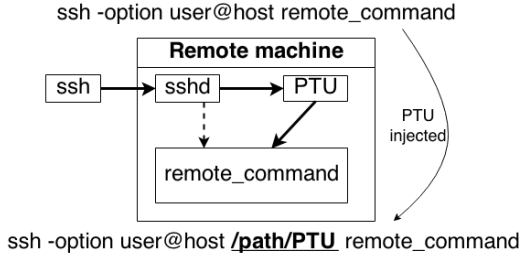 ssh -option user@host remote_command
Remote machine
ssh
sshd
PTU
PTU
injected
remote_command
ssh -option user@host /path/PTU remote_command